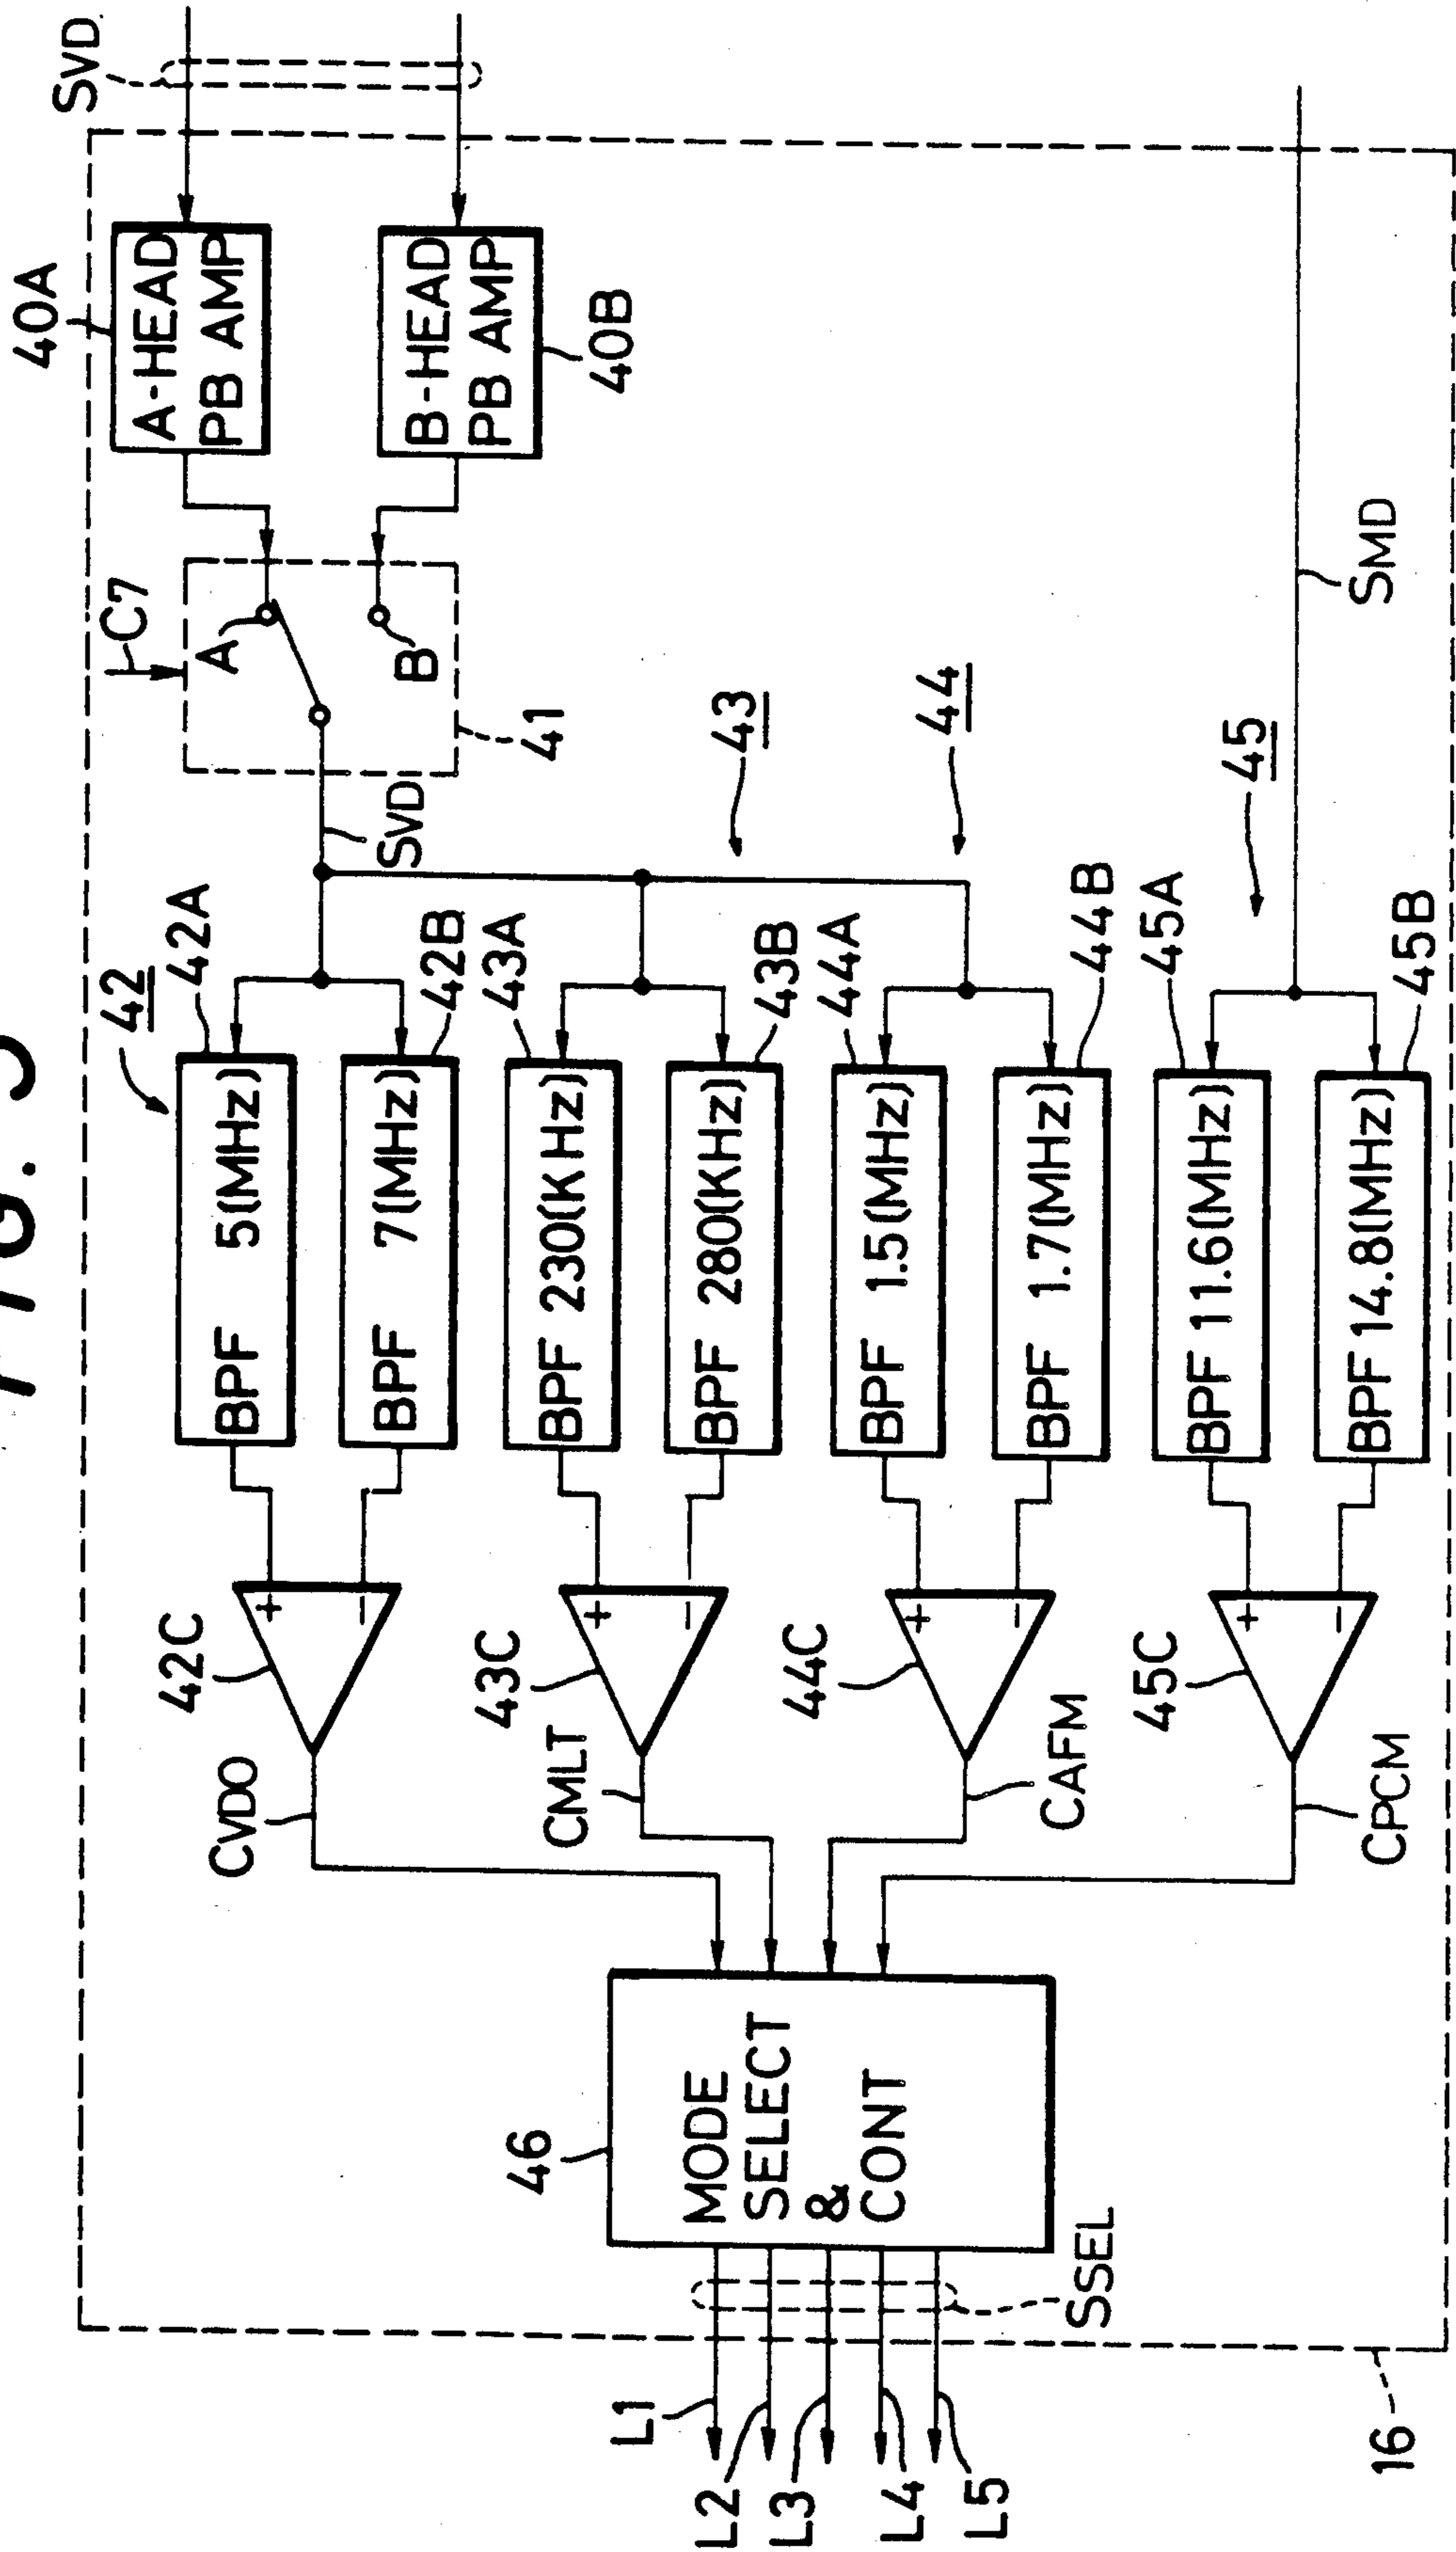 SVD
40A
A-HEAD
PB AMP
B-HEAD
PB AMP
40B
C7
A
B
41
SVD
43
44
45
SMD
42
42A
42B
43A
43B
44A
44B
45A
45B
BPF 5(MHz)
BPF 7(MHz)
BPF 230(KHz)
BPF 280(KHz)
BPF 1.5(MHz)
BPF 1.7(MHz)
BPF 11.6(MHz)
BPF 14.8(MHz)
42C
+
−
43C
+
−
44C
+
−
45C
+
−
CVDO
CMLT
CAFM
CPCM
46
MODE
SELECT
& CONT
SSEL
L1
L2
L3
L4
L5
16